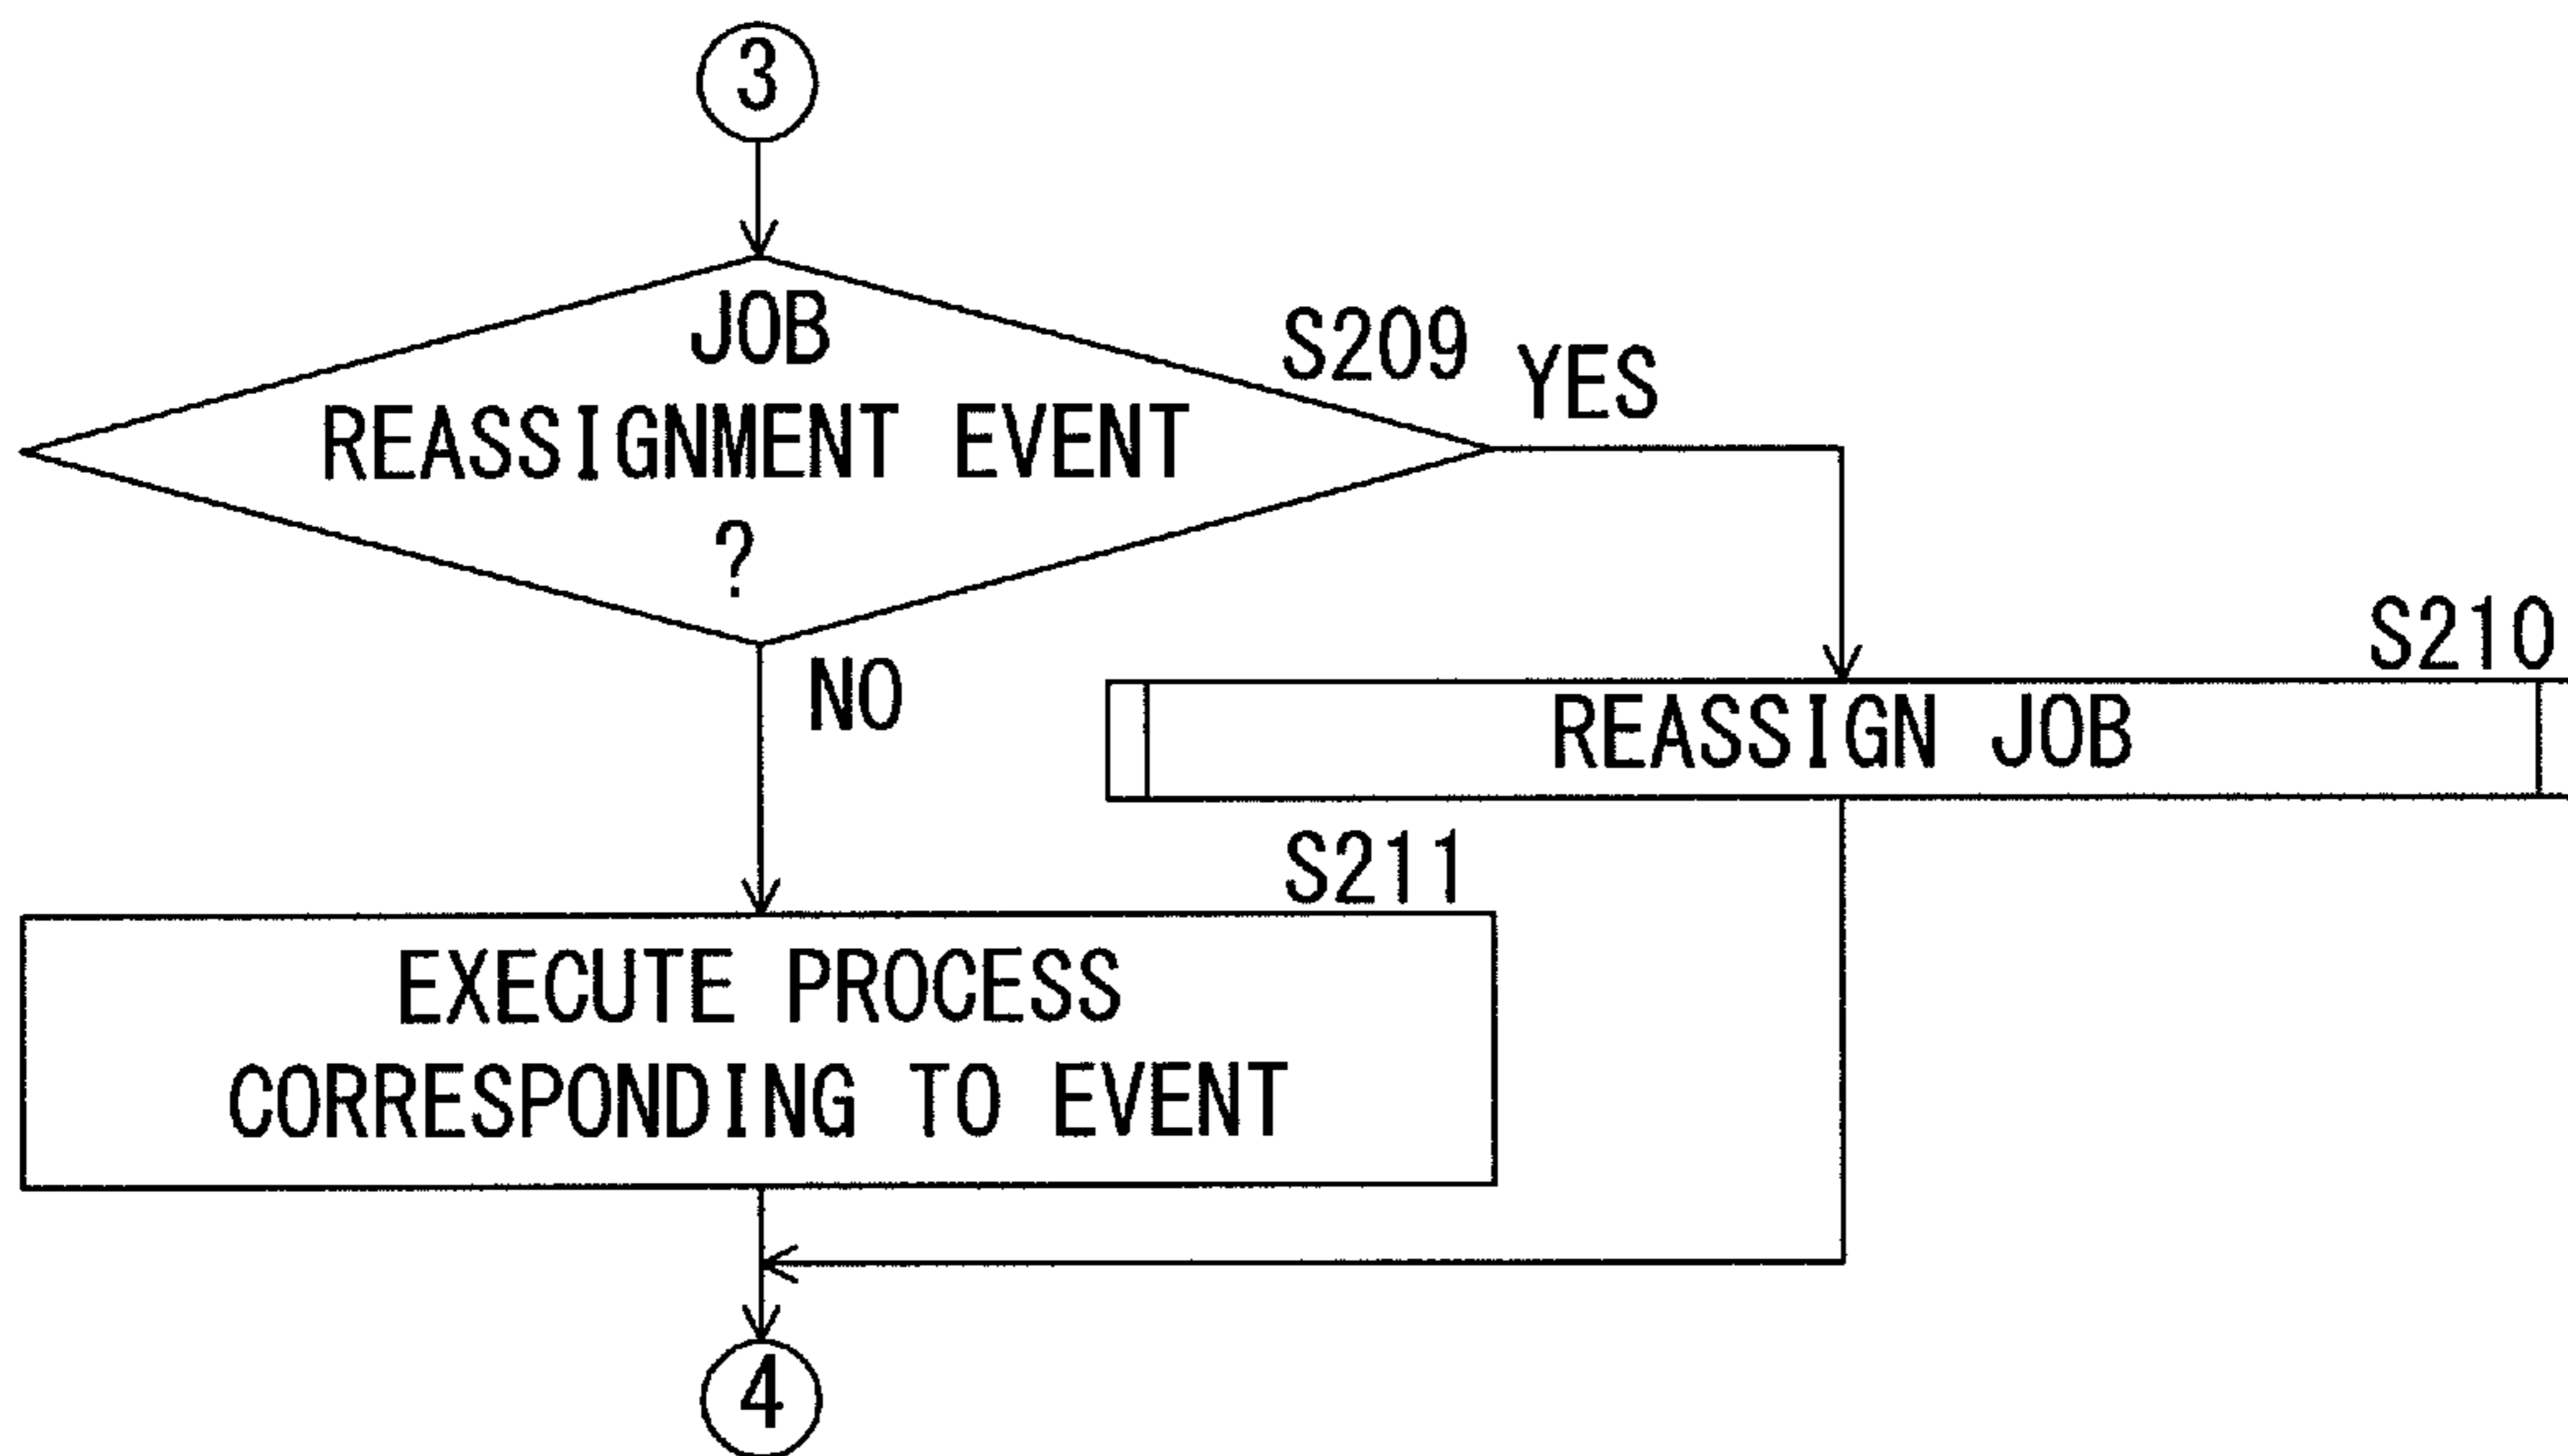 3
JOB
REASSIGNMENT EVENT
?
S209
YES
NO
S210
REASSIGN JOB
S211
EXECUTE PROCESS
CORRESPONDING TO EVENT
4